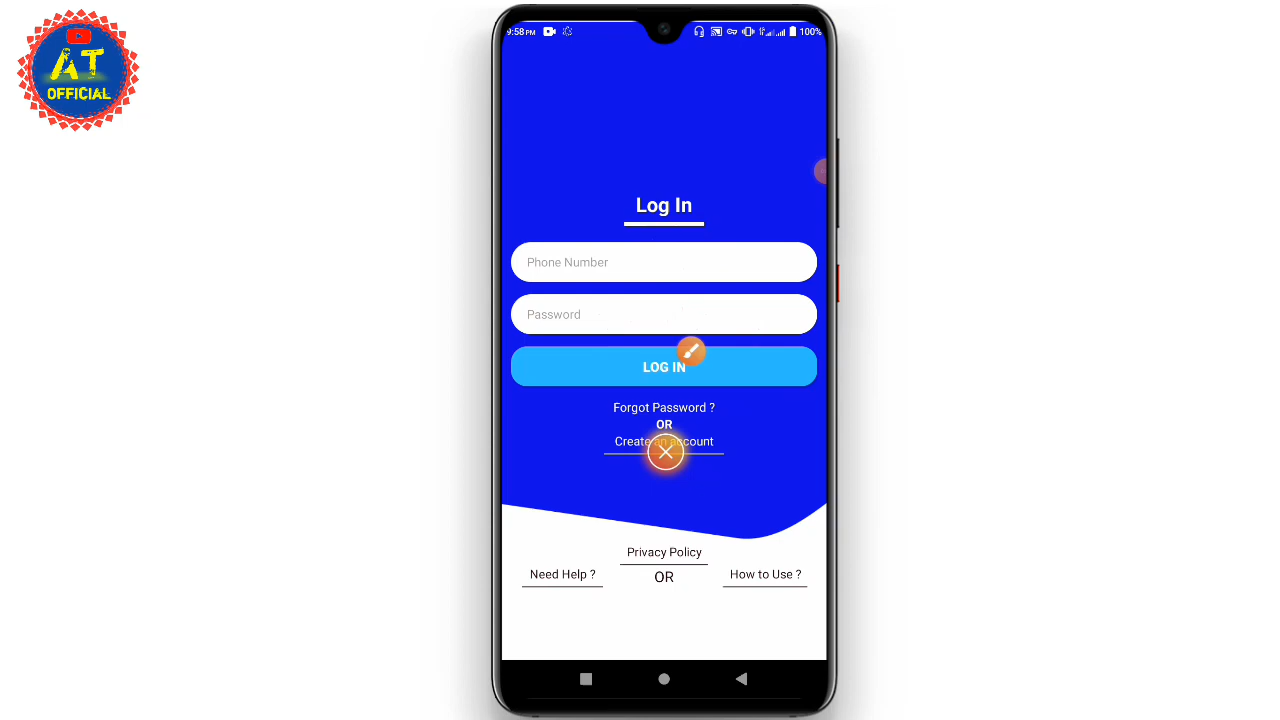 AT
OFFICIAL
9:58 PM
100%
Log In
Phone Number
Password
LOG IN
Forgot Password ?
OR
Create an account
Privacy Policy
Need Help ?
OR
How to Use ?